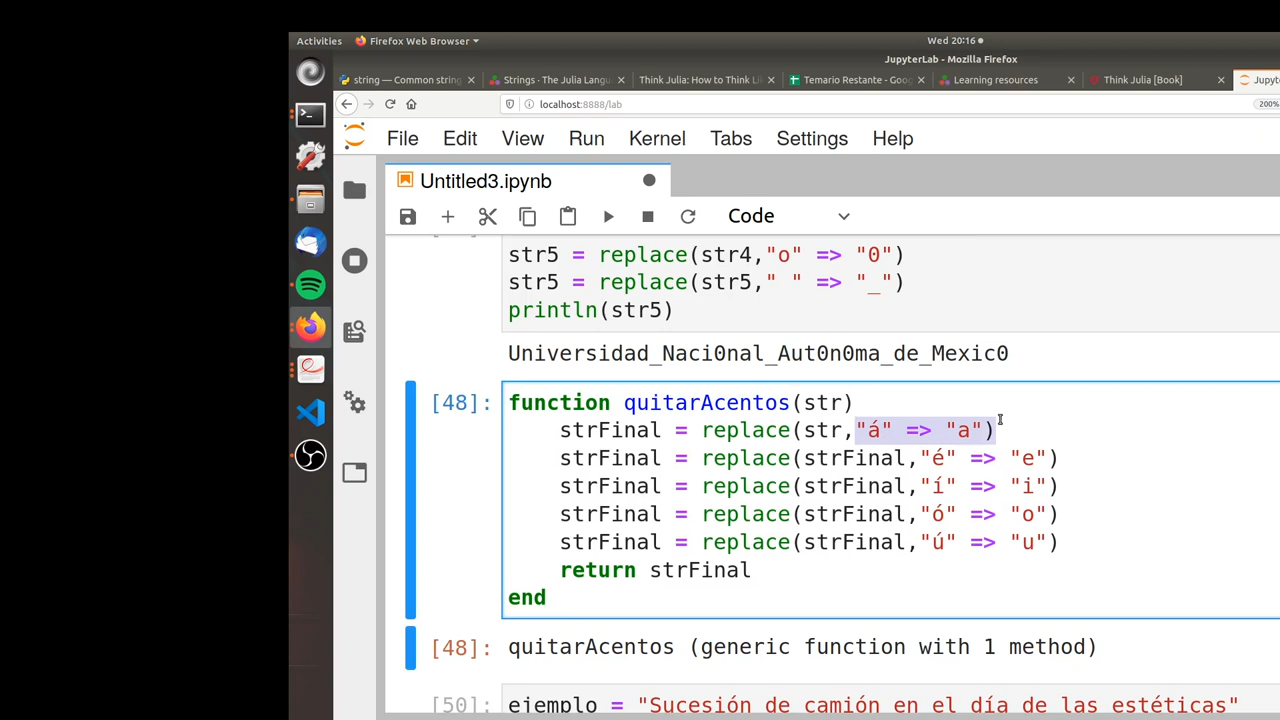 Activities Firefox Web Browser Wed 20:16
JupyterLab - Mozilla Firefox
string — Common string Strings · The Julia Langu Think Julia: How to Think Li Temario Restante - Goog Learning resources Think Julia [Book] Jupyte
localhost:8888/lab 200%
File Edit View Run Kernel Tabs Settings Help
Untitled3.ipynb
Code
str5 = replace(str4,"o" => "0")
str5 = replace(str5," " => "_")
println(str5)
Universidad_Naci0nal_Aut0n0ma_de_Mexic0
[48]: function quitarAcentos(str)
strFinal = replace(str,"á" => "a")
strFinal = replace(strFinal,"é" => "e")
strFinal = replace(strFinal,"í" => "i")
strFinal = replace(strFinal,"ó" => "o")
strFinal = replace(strFinal,"ú" => "u")
return strFinal
end
[48]: quitarAcentos (generic function with 1 method)
[50]: ejemplo = "Sucesión de camión en el día de las estéticas"